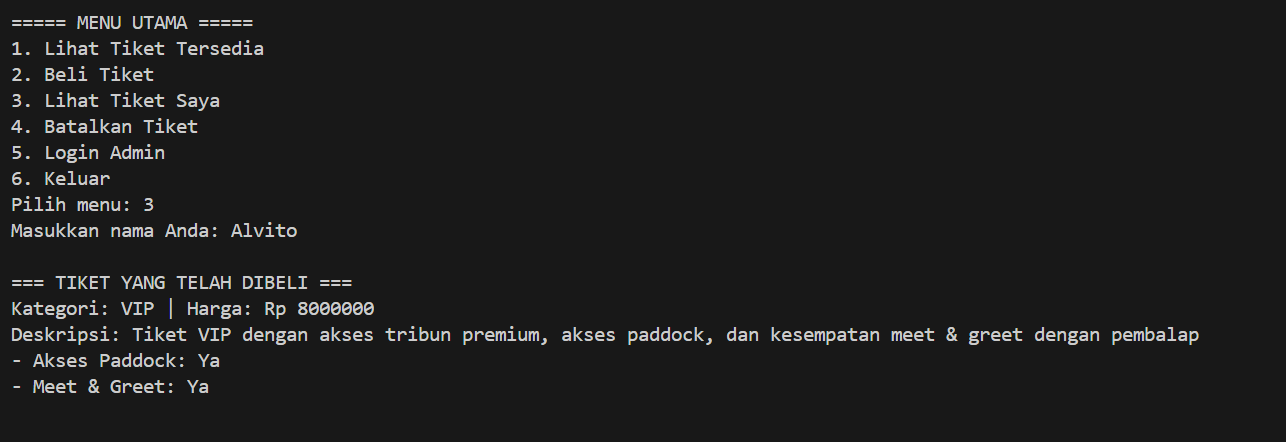 ===== MENU UTAMA =====
1. Lihat Tiket Tersedia
2. Beli Tiket
3. Lihat Tiket Saya
4. Batalkan Tiket
5. Login Admin
6. Keluar
Pilih menu: 3
Masukkan nama Anda: Alvito
=== TIKET YANG TELAH DIBELI ===
Kategori: VIP | Harga: Rp 8000000
Deskripsi: Tiket VIP dengan akses tribun premium, akses paddock, dan kesempatan meet & greet dengan pembalap
- Akses Paddock: Ya
- Meet & Greet: Ya